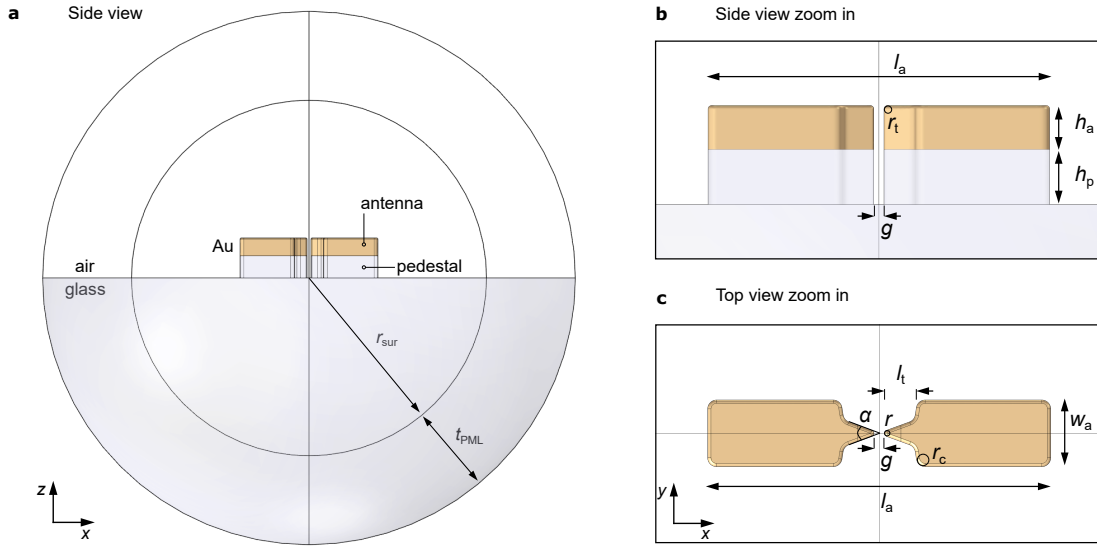 a Side view
antenna
Au
pedestal
air
glass
r_sur
t_PML
z
x
b Side view zoom in
l_a
r_t
h_a
h_p
g
c Top view zoom in
l_t
α
r
w_a
r_c
g
l_a
y
x